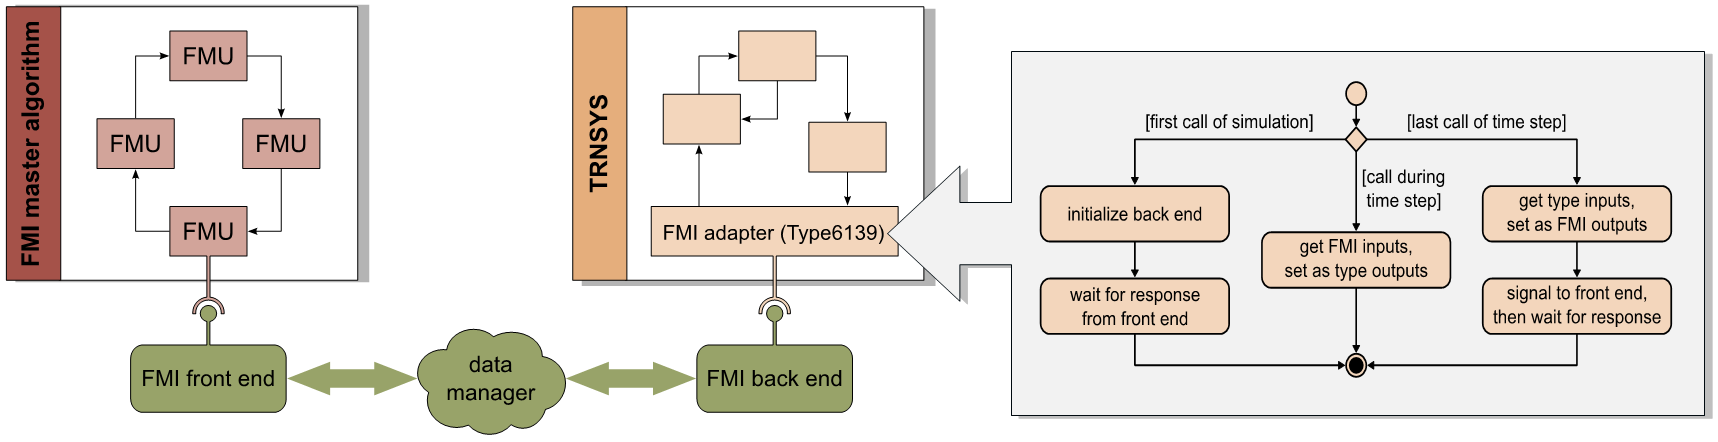 FMI master algorithm
FMU
FMU
FMU
FMU
FMI front end
data
manager
TRNSYS
FMI adapter (Type6139)
FMI back end
[first call of simulation]
[last call of time step]
[call during
time step]
initialize back end
wait for response
from front end
get FMI inputs,
set as type outputs
get type inputs,
set as FMI outputs
signal to front end,
then wait for response